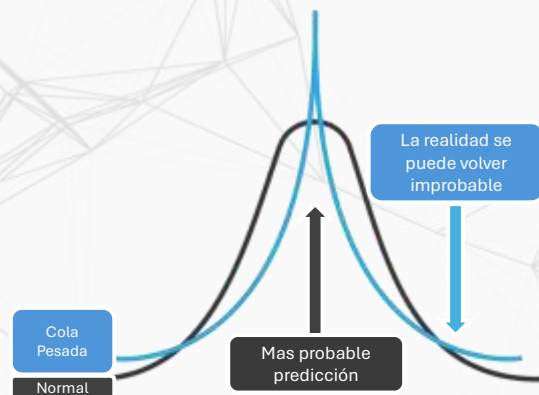 La realidad se
puede volver
improbable
Cola
Pesada
Normal
Mas probable
predicción